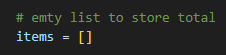 # emty list to store total
items = []